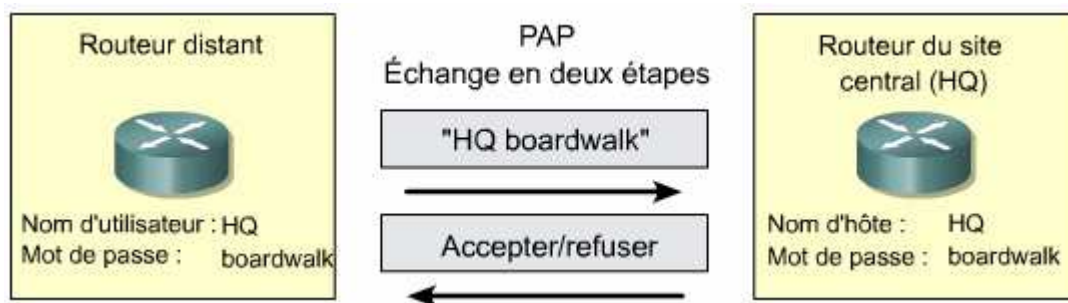 Routeur distant
Nom d'utilisateur : HQ
Mot de passe : boardwalk
PAP
Échange en deux étapes
"HQ boardwalk"
Accepter/refuser
Routeur du site
central (HQ)
Nom d'hôte : HQ
Mot de passe : boardwalk